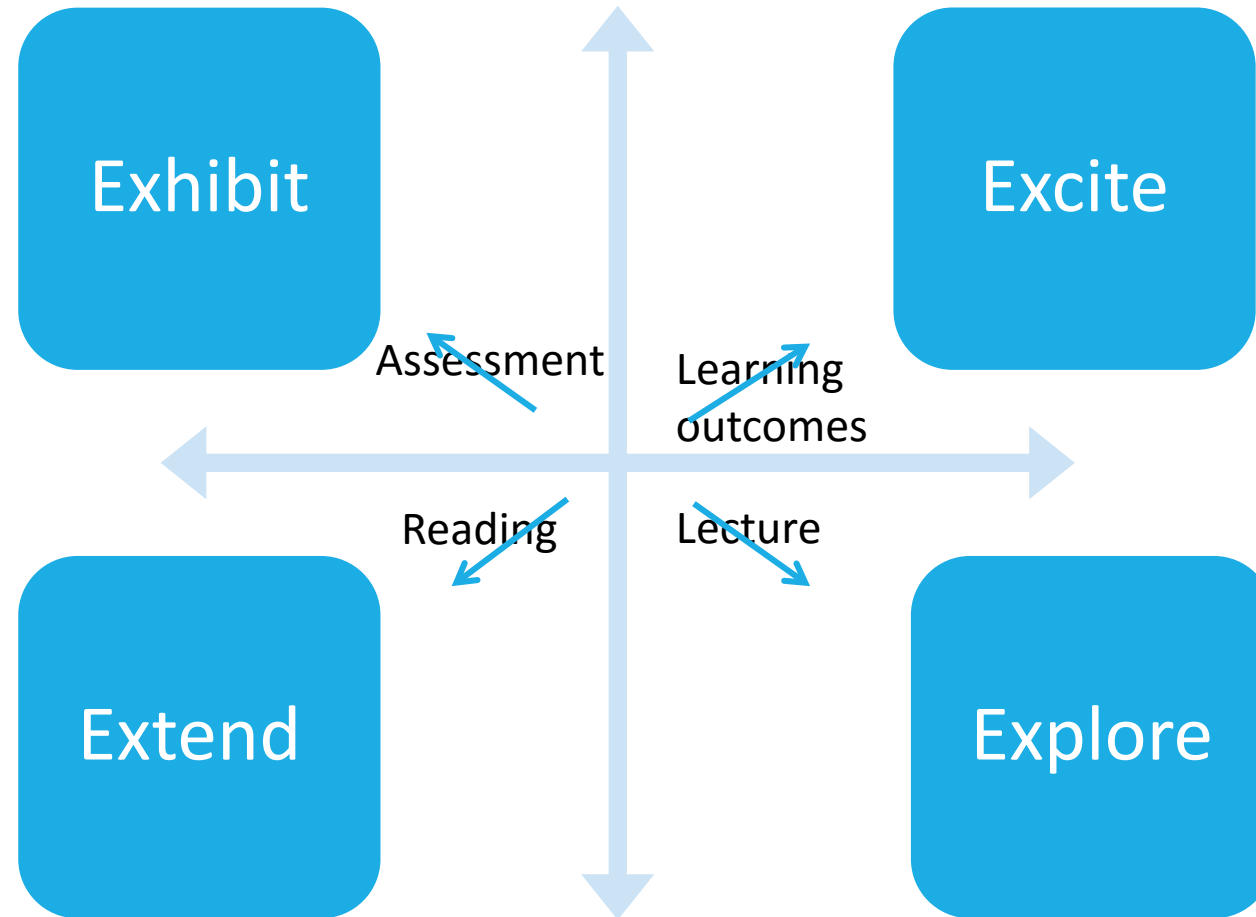 Exhibit
Excite
Assessment
Learning
outcomes
Reading
Lecture
Extend
Explore